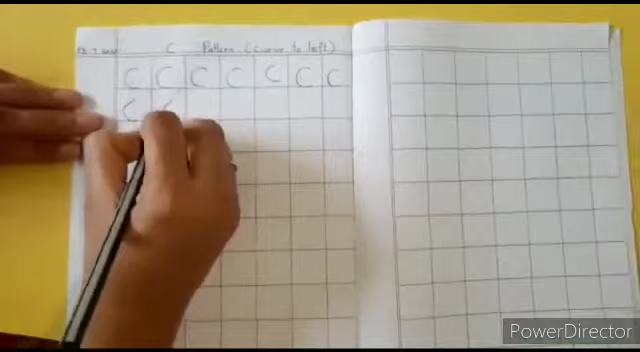 C Pattern (curve to left)
C C C C C C C
C C
PowerDirector